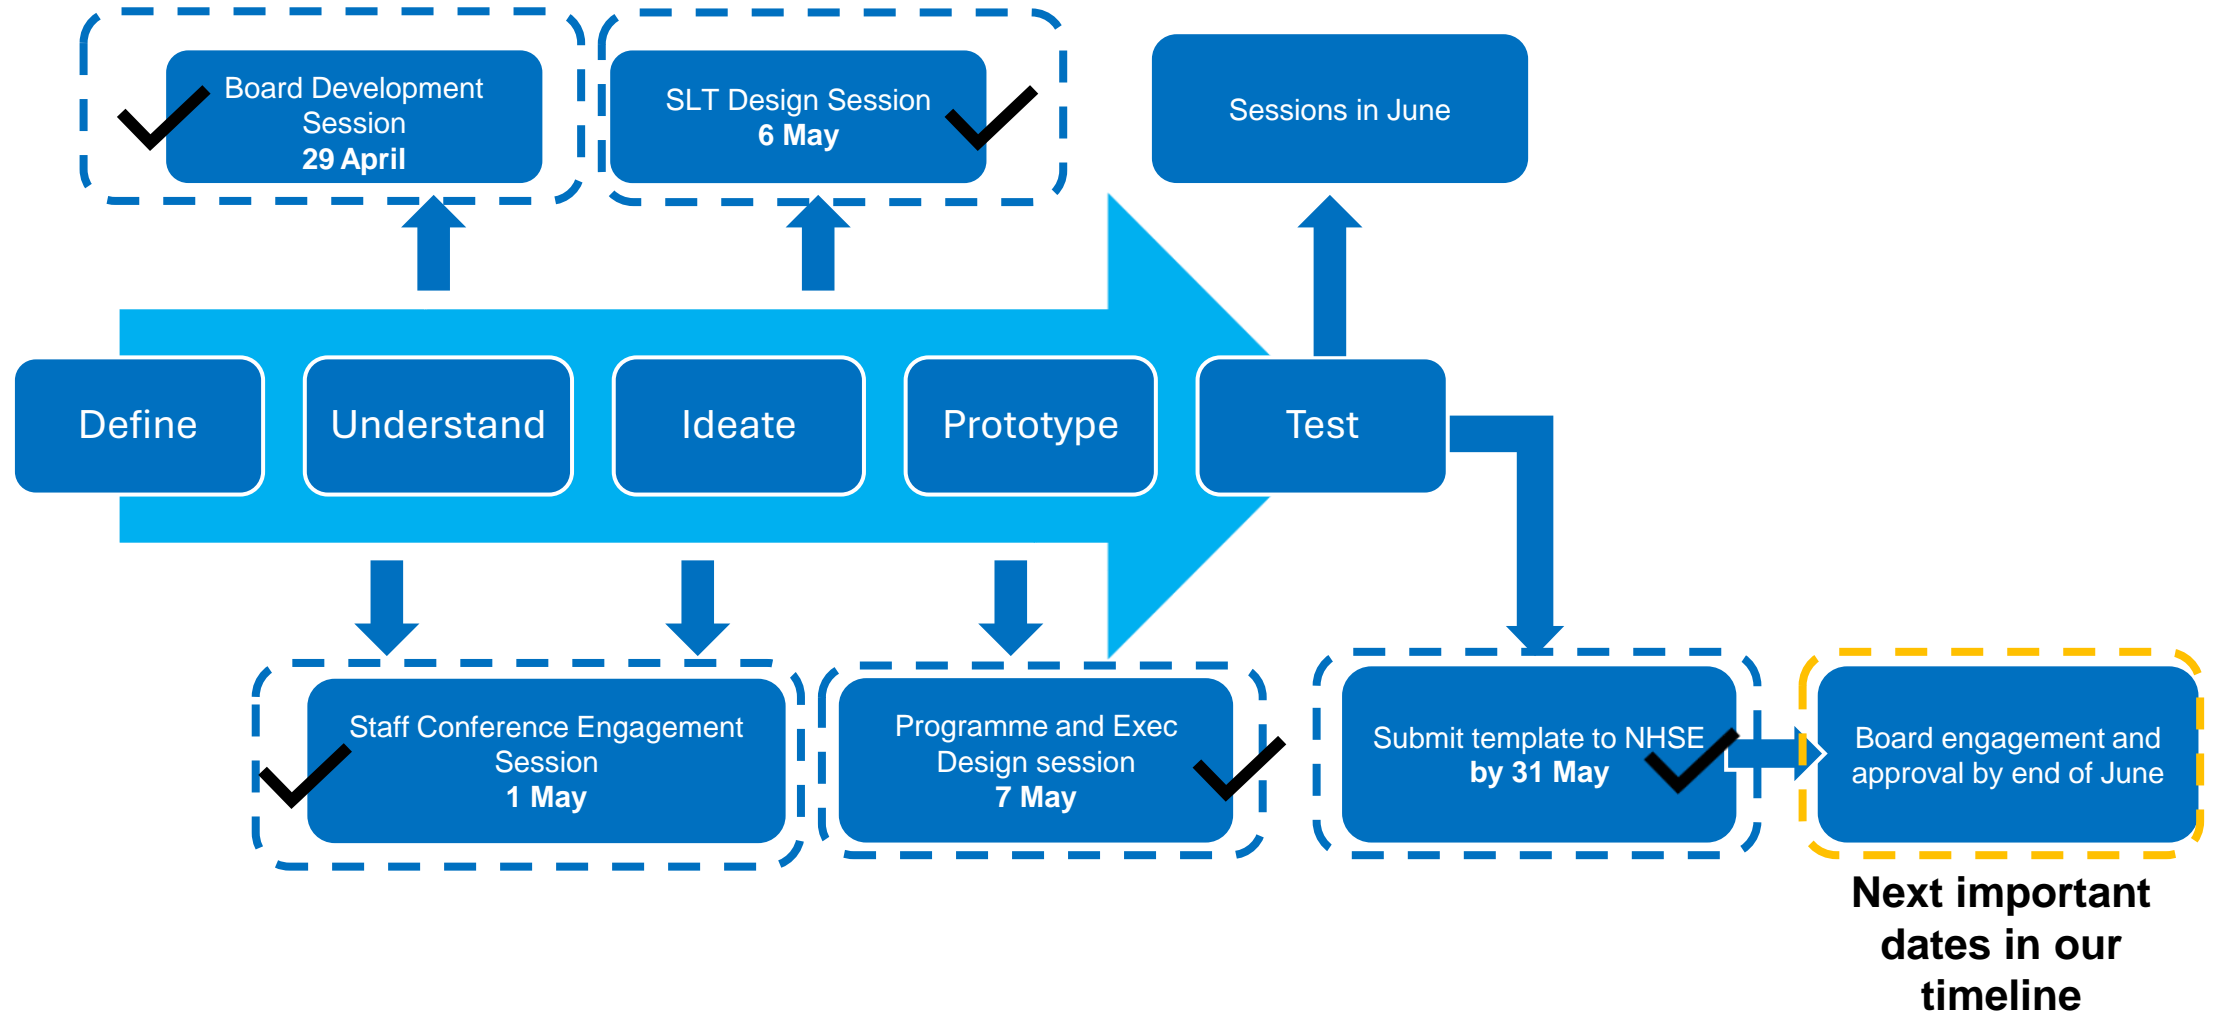 Board Development
Session
29 April
SLT Design Session
6 May
Sessions in June
Define
Understand
Ideate
Prototype
Test
Staff Conference Engagement
Session
1 May
Programme and Exec
Design session
7 May
Submit template to NHSE
by 31 May
Board engagement and
approval by end of June
Next important
dates in our
timeline